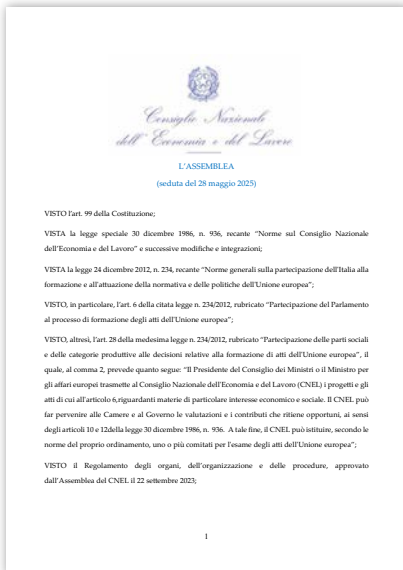 Consiglio Nazionale
dell'Economia e del Lavoro
L'ASSEMBLEA
(seduta del 28 maggio 2025)
VISTO l'art. 99 della Costituzione;
VISTA la legge speciale 30 dicembre 1986, n. 936, recante “Norme sul Consiglio Nazionale
dell'Economia e del Lavoro” e successive modifiche e integrazioni;
VISTA la legge 24 dicembre 2012, n. 234, recante “Norme generali sulla partecipazione dell'Italia alla
formazione e all'attuazione della normativa e delle politiche dell'Unione europea”;
VISTO, in particolare, l'art. 6 della citata legge n. 234/2012, rubricato “Partecipazione del Parlamento
al processo di formazione degli atti dell'Unione europea”;
VISTO, altresì, l'art. 28 della medesima legge n. 234/2012, rubricato “Partecipazione delle parti sociali
e delle categorie produttive alle decisioni relative alla formazione di atti dell'Unione europea”, il
quale, al comma 2, prevede quanto segue: “Il Presidente del Consiglio dei Ministri o il Ministro per
gli affari europei trasmette al Consiglio Nazionale dell'Economia e del Lavoro (CNEL) i progetti e gli
atti di cui all'articolo 6,riguardanti materie di particolare interesse economico e sociale. Il CNEL può
far pervenire alle Camere e al Governo le valutazioni e i contributi che ritiene opportuni, ai sensi
degli articoli 10 e 12della legge 30 dicembre 1986, n. 936. A tale fine, il CNEL può istituire, secondo le
norme del proprio ordinamento, uno o più comitati per l'esame degli atti dell'Unione europea”;
VISTO il Regolamento degli organi, dell'organizzazione e delle procedure, approvato
dall'Assemblea del CNEL il 22 settembre 2023;
1